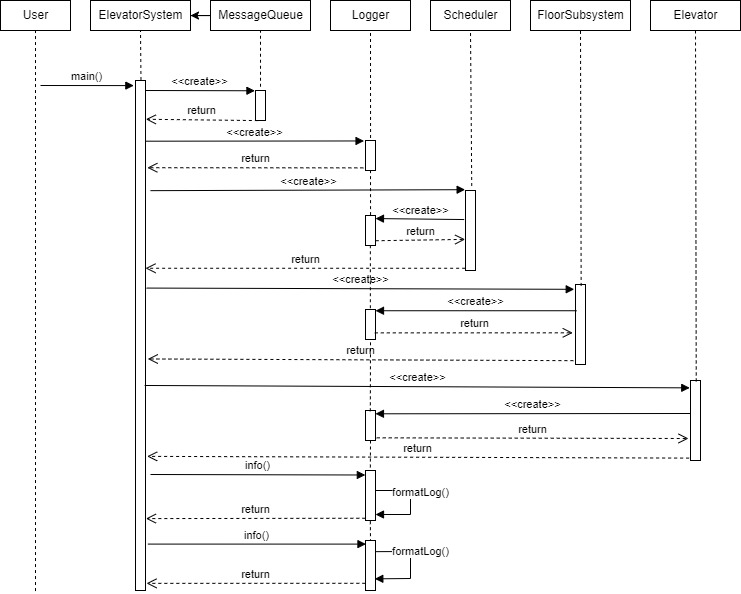 User
ElevatorSystem
MessageQueue
Logger
Scheduler
FloorSubsystem
Elevator
main()
<<create>>
return
<<create>>
return
<<create>>
<<create>>
return
return
<<create>>
<<create>>
return
return
<<create>>
<<create>>
return
return
info()
formatLog()
return
info()
formatLog()
return